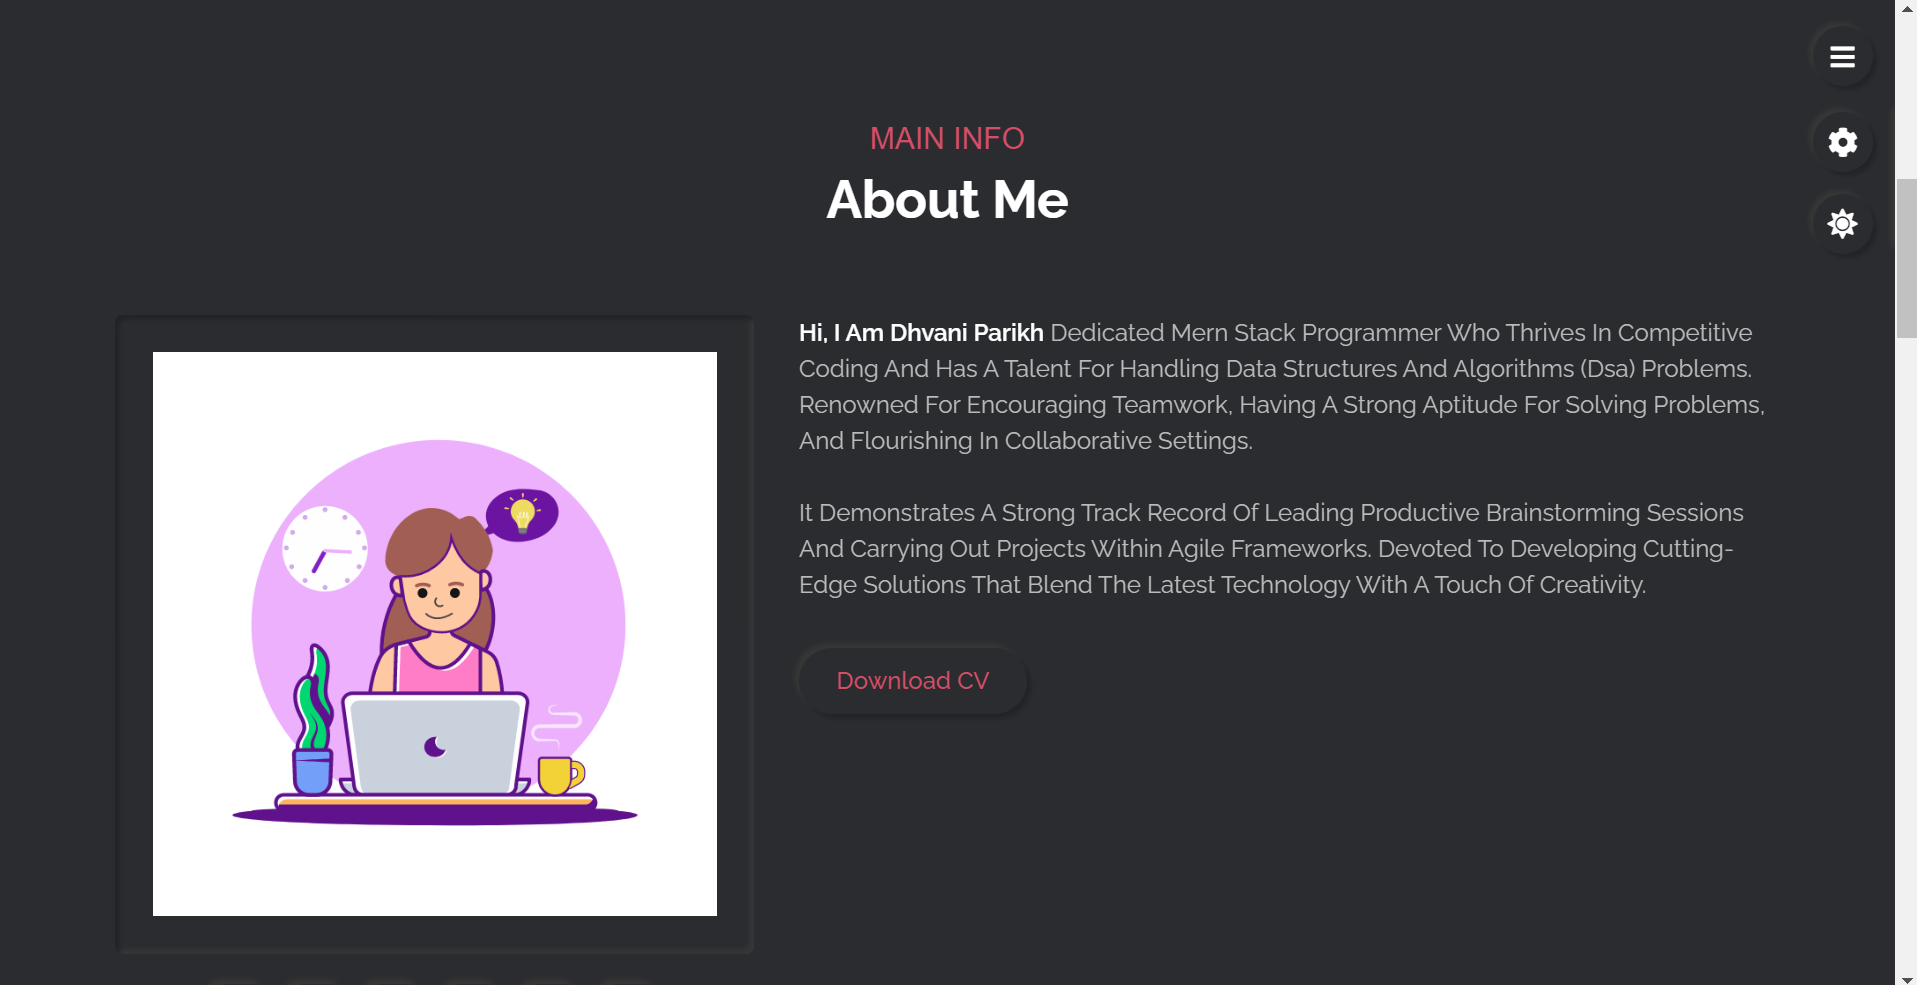 MAIN INFO
About Me
Hi, I Am Dhvani Parikh Dedicated Mern Stack Programmer Who Thrives In Competitive
Coding And Has A Talent For Handling Data Structures And Algorithms (Dsa) Problems.
Renowned For Encouraging Teamwork, Having A Strong Aptitude For Solving Problems,
And Flourishing In Collaborative Settings.
It Demonstrates A Strong Track Record Of Leading Productive Brainstorming Sessions
And Carrying Out Projects Within Agile Frameworks. Devoted To Developing Cutting-
Edge Solutions That Blend The Latest Technology With A Touch Of Creativity.
Download CV